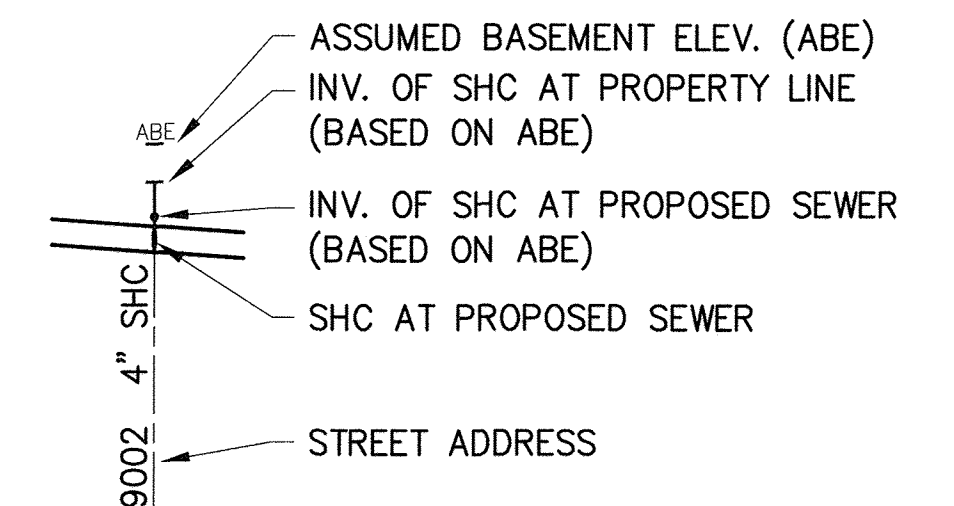 ASSUMED BASEMENT ELEV. (ABE)
INV. OF SHC AT PROPERTY LINE
(BASED ON ABE)
ABE
INV. OF SHC AT PROPOSED SEWER
(BASED ON ABE)
SHC AT PROPOSED SEWER
STREET ADDRESS
9002 4" SHC